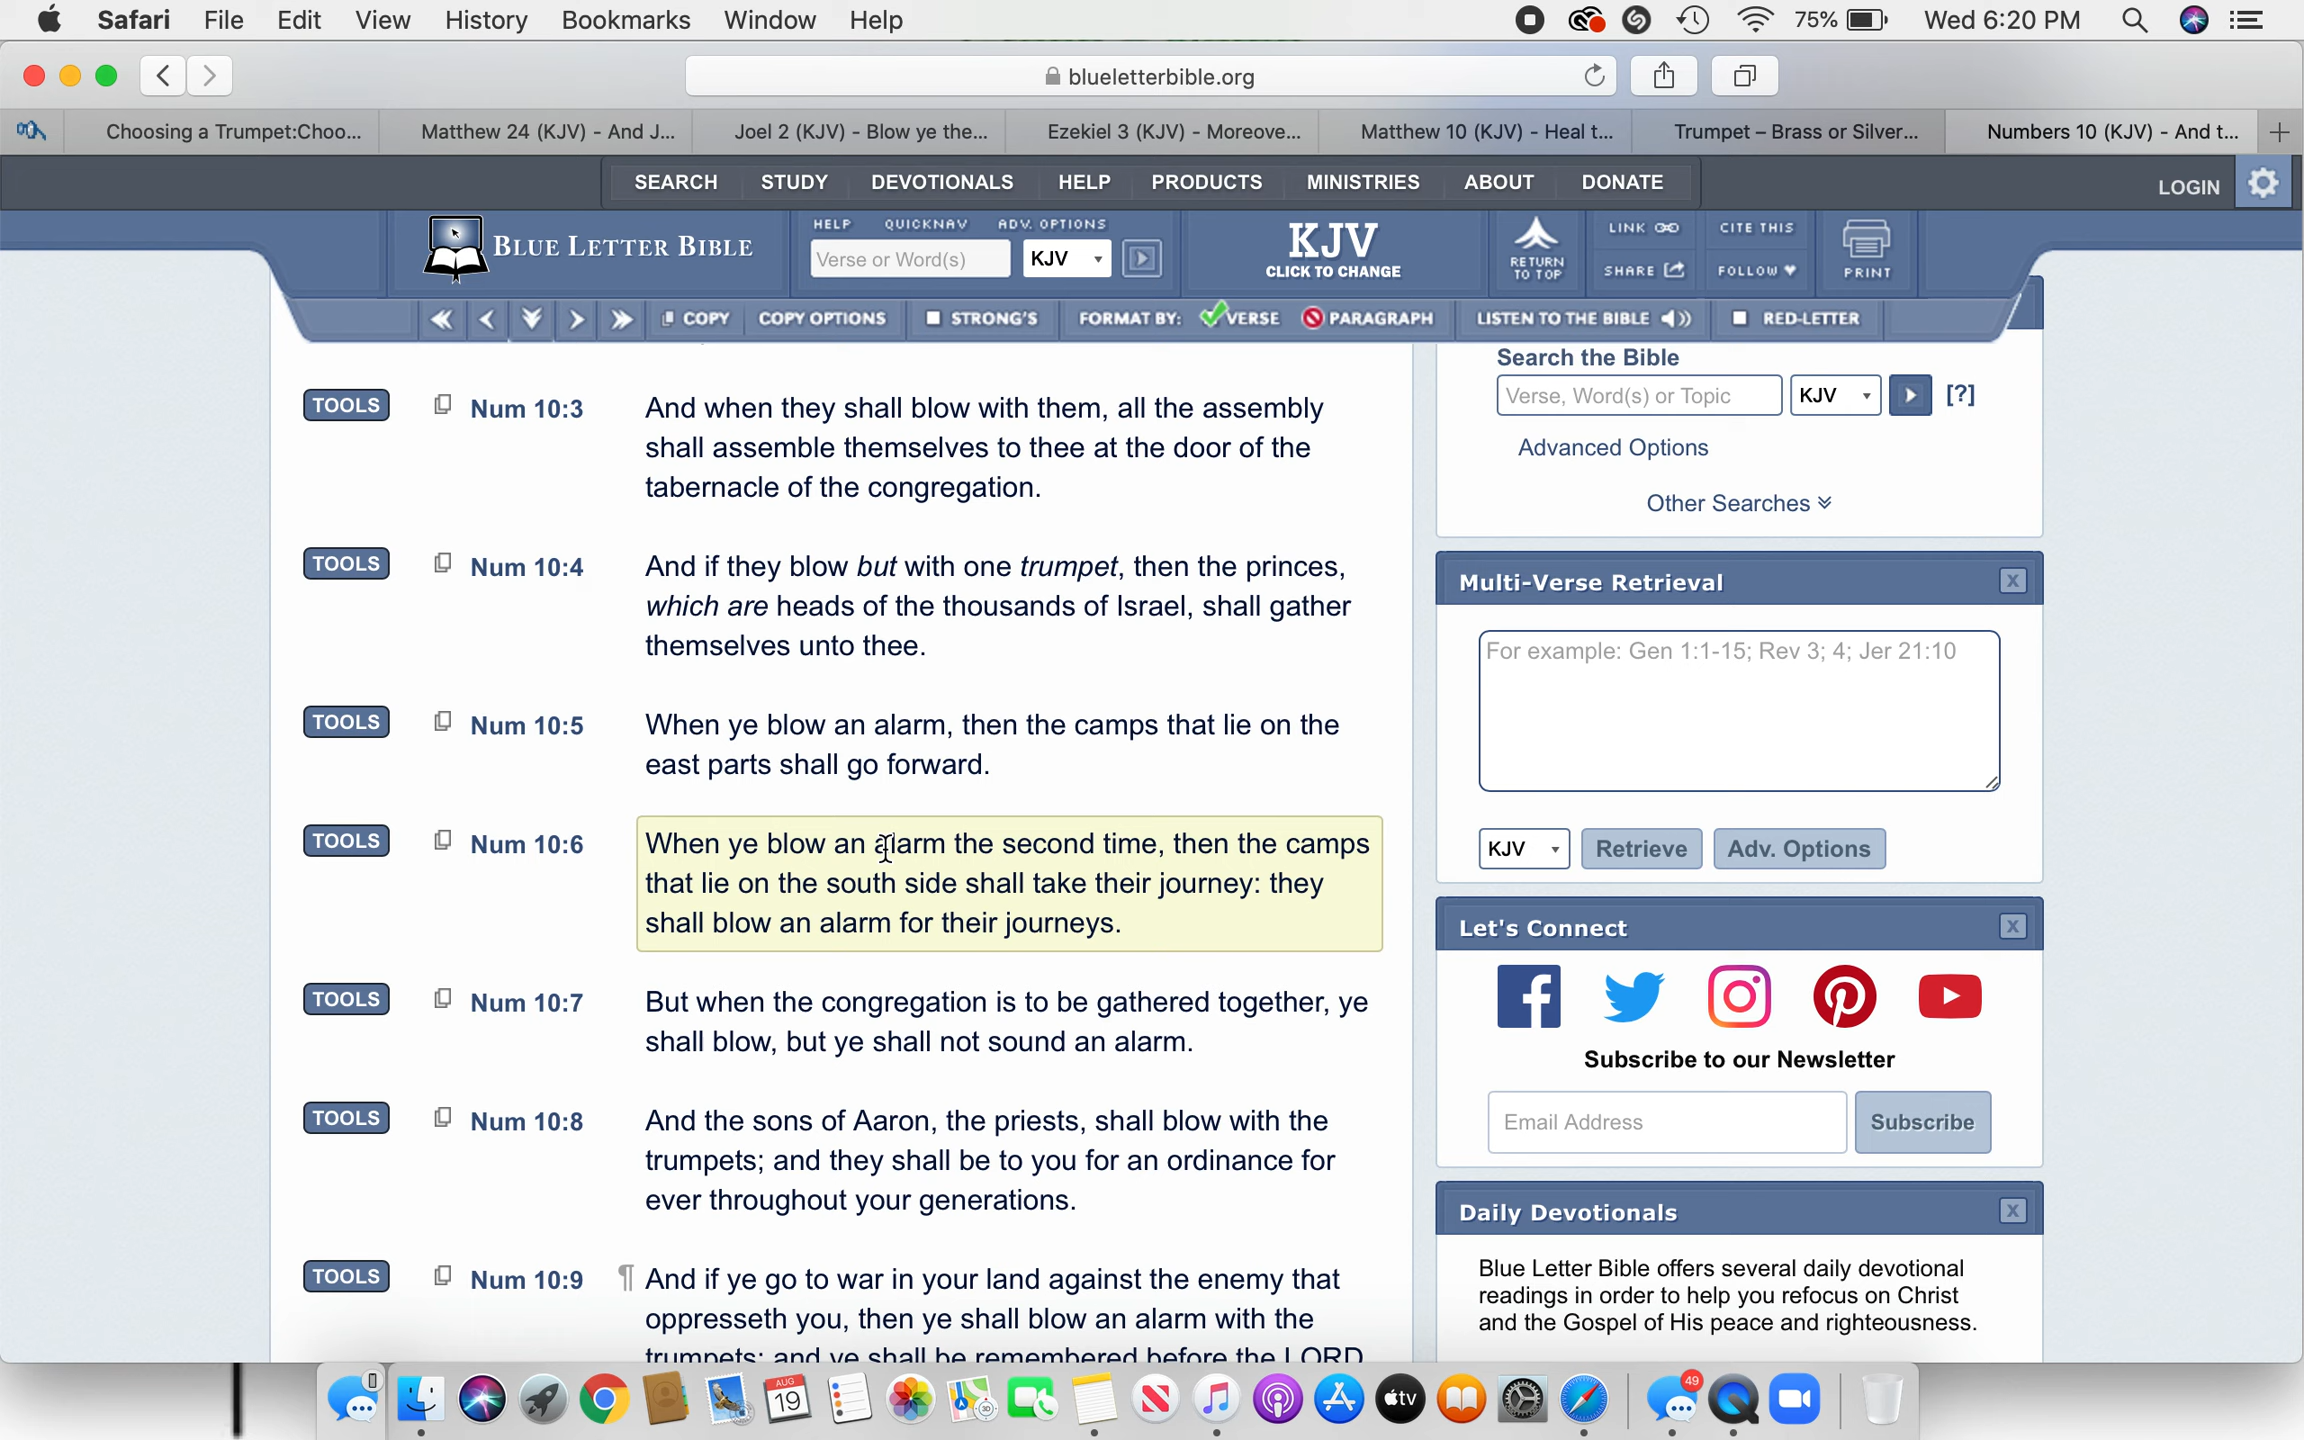 Safari File Edit View History Bookmarks Window Help 75% Wed 6:20 PM
blueletterbible.org
Choosing a Trumpet:Choo... Matthew 24 (KJV) - And J... Joel 2 (KJV) - Blow ye the... Ezekiel 3 (KJV) - Moreove... Matthew 10 (KJV) - Heal t... Trumpet – Brass or Silver... Numbers 10 (KJV) - And t...
SEARCH STUDY DEVOTIONALS HELP PRODUCTS MINISTRIES ABOUT DONATE LOGIN
BLUE LETTER BIBLE
HELP QUICKNAV ADV. OPTIONS
Verse or Word(s) KJV
KJV
CLICK TO CHANGE
RETURN
TO TOP
LINK CITE THIS
SHARE FOLLOW
PRINT
COPY COPY OPTIONS STRONG'S FORMAT BY: VERSE PARAGRAPH LISTEN TO THE BIBLE RED-LETTER
TOOLS Num 10:3 And when they shall blow with them, all the assembly
shall assemble themselves to thee at the door of the
tabernacle of the congregation.
TOOLS Num 10:4 And if they blow but with one trumpet, then the princes,
which are heads of the thousands of Israel, shall gather
themselves unto thee.
TOOLS Num 10:5 When ye blow an alarm, then the camps that lie on the
east parts shall go forward.
TOOLS Num 10:6 When ye blow an alarm the second time, then the camps
that lie on the south side shall take their journey: they
shall blow an alarm for their journeys.
TOOLS Num 10:7 But when the congregation is to be gathered together, ye
shall blow, but ye shall not sound an alarm.
TOOLS Num 10:8 And the sons of Aaron, the priests, shall blow with the
trumpets; and they shall be to you for an ordinance for
ever throughout your generations.
TOOLS Num 10:9 ¶ And if ye go to war in your land against the enemy that
oppresseth you, then ye shall blow an alarm with the
trumpets; and ye shall be remembered before the LORD
Search the Bible
Verse, Word(s) or Topic KJV [?]
Advanced Options
Other Searches
Multi-Verse Retrieval X
For example: Gen 1:1-15; Rev 3; 4; Jer 21:10
KJV Retrieve Adv. Options
Let's Connect X
Subscribe to our Newsletter
Email Address Subscribe
Daily Devotionals X
Blue Letter Bible offers several daily devotional
readings in order to help you refocus on Christ
and the Gospel of His peace and righteousness.
AUG
19
3D
tv
49